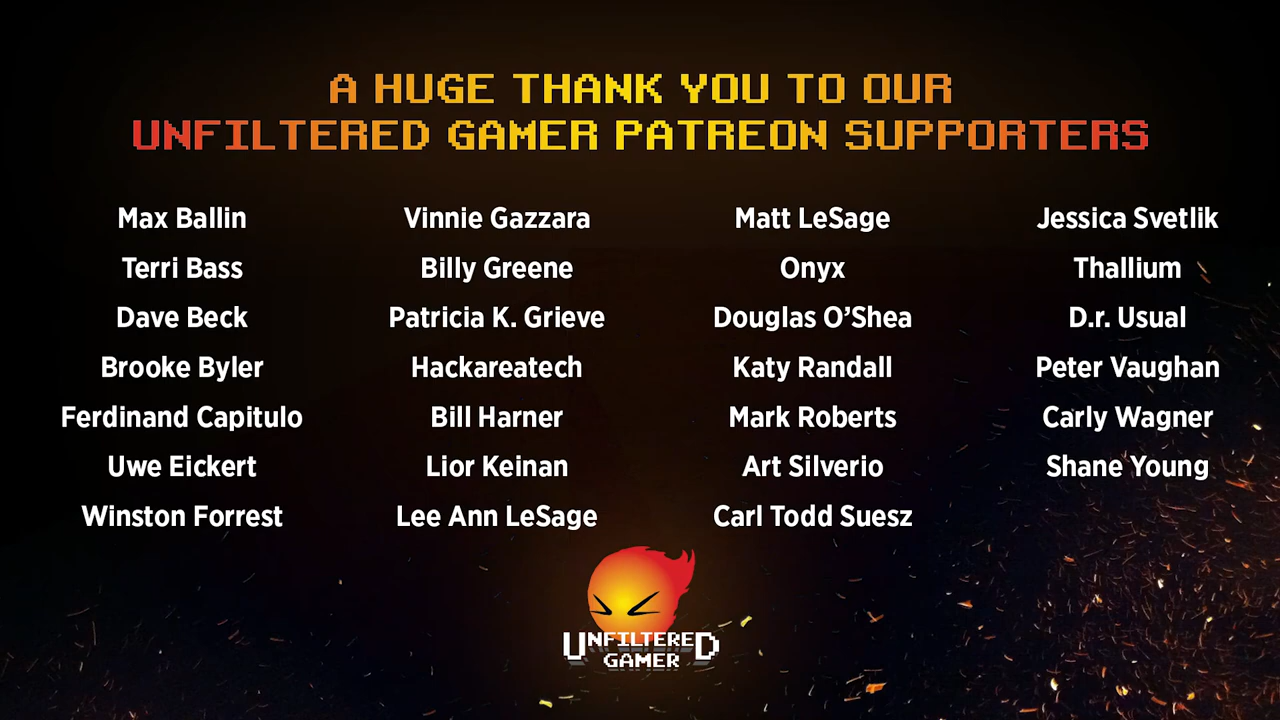 A HUGE THANK YOU TO OUR
UNFILTERED GAMER PATREON SUPPORTERS
Max Ballin
Terri Bass
Dave Beck
Brooke Byler
Ferdinand Capitulo
Uwe Eickert
Winston Forrest
Vinnie Gazzara
Billy Greene
Patricia K. Grieve
Hackareatech
Bill Harner
Lior Keinan
Lee Ann LeSage
Matt LeSage
Onyx
Douglas O’Shea
Katy Randall
Mark Roberts
Art Silverio
Carl Todd Suesz
Jessica Svetlik
Thallium
D.r. Usual
Peter Vaughan
Carly Wagner
Shane Young
UNFILTERED
GAMER